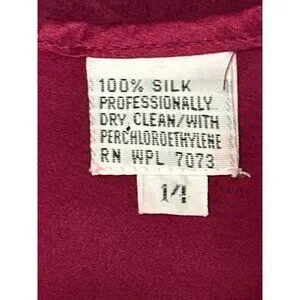 100% SILK
PROFESSIONALLY
DRY, CLEAN/WITH
PERCHLOROETHYLENE
RN WPL 7073
14